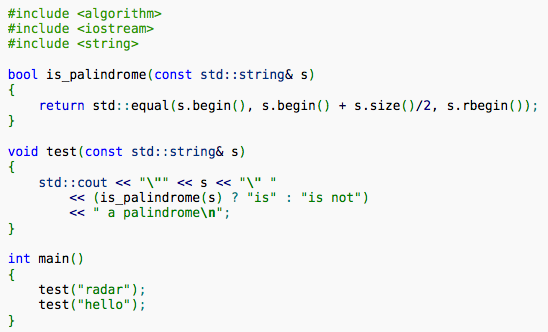 #include <algorithm>
#include <iostream>
#include <string>

bool is_palindrome(const std::string& s)
{
    return std::equal(s.begin(), s.begin() + s.size()/2, s.rbegin());
}

void test(const std::string& s)
{
    std::cout << "\"" << s << "\" "
        << (is_palindrome(s) ? "is" : "is not")
        << " a palindrome\n";
}

int main()
{
    test("radar");
    test("hello");
}